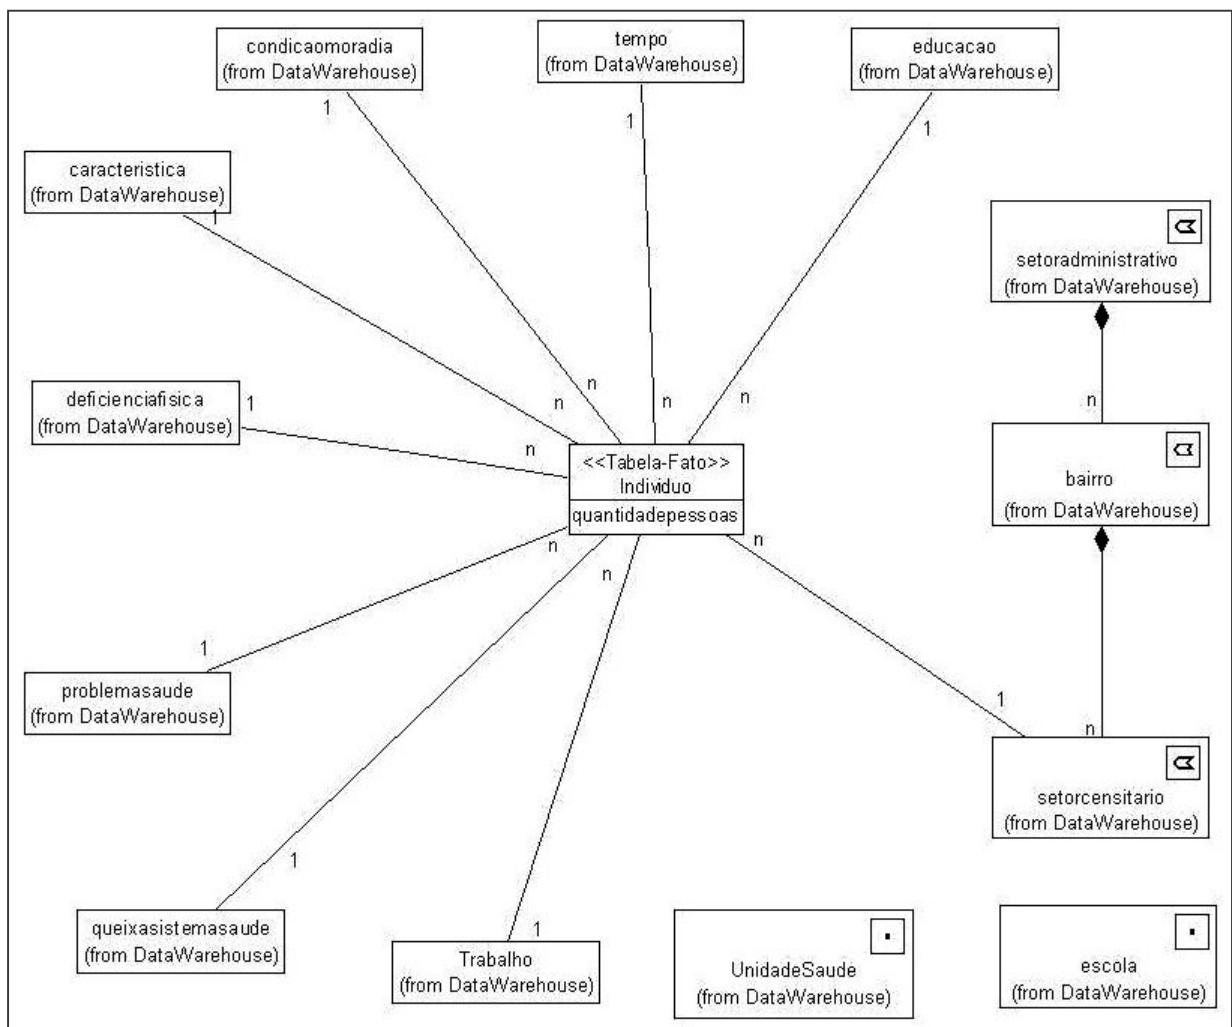 condicaomoradia
(from DataWarehouse)
tempo
(from DataWarehouse)
educacao
(from DataWarehouse)
1
1
1
caracteristica
(from DataWarehouse)
1
setoradministrativo
(from DataWarehouse)
deficienciafisica
(from DataWarehouse)
1
n
n
n
n
n
n
<<Tabela-Fato>>
Individuo
quantidadepessoas
bairro
(from DataWarehouse)
n
n
n
1
1
n
problemasaude
(from DataWarehouse)
setorcensitario
(from DataWarehouse)
1
1
queixasistemasaude
(from DataWarehouse)
Trabalho
(from DataWarehouse)
UnidadeSaude
(from DataWarehouse)
escola
(from DataWarehouse)